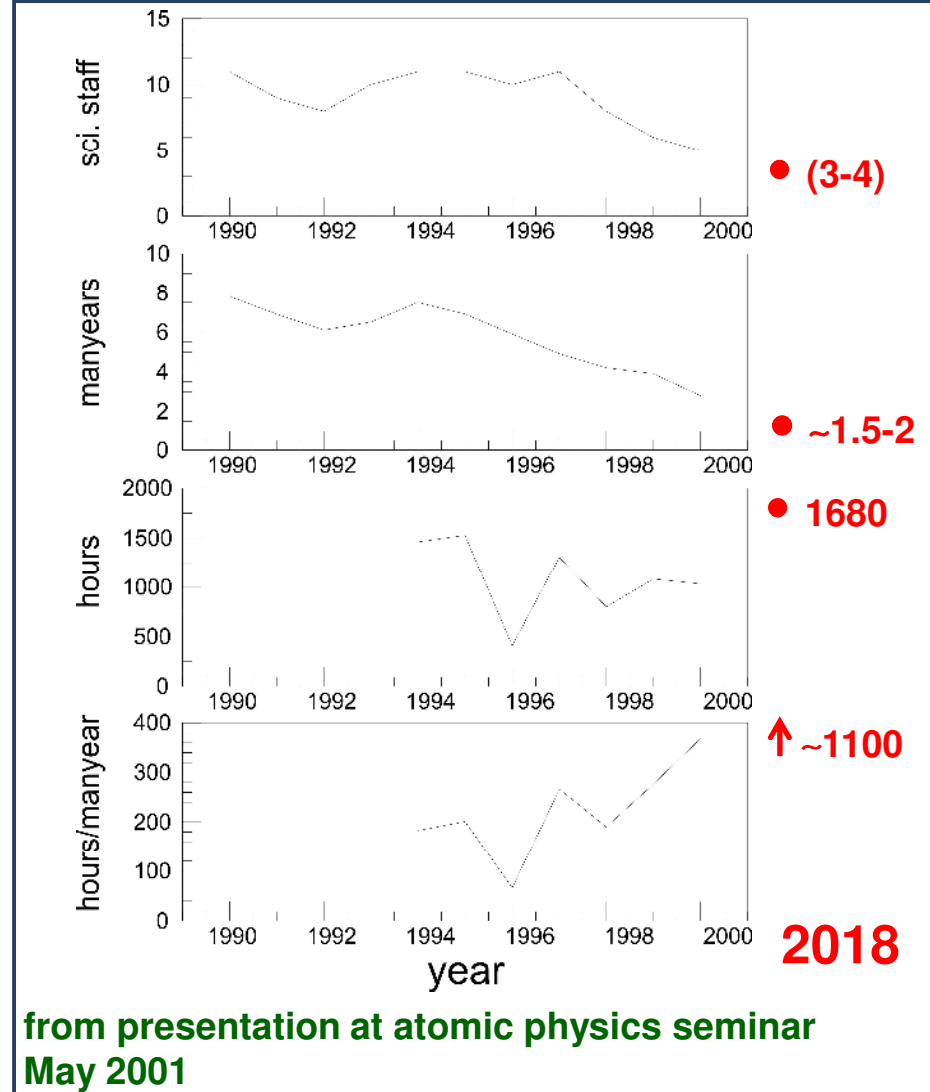 15
10
5
0
sci. staff
1990 1992 1994 1996 1998 2000
(3-4)
10
8
6
4
2
0
manyears
1990 1992 1994 1996 1998 2000
~1.5-2
2000
1500
1000
500
0
hours
1990 1992 1994 1996 1998 2000
1680
400
300
200
100
0
hours/manyear
1990 1992 1994 1996 1998 2000
~1100
year
2018
from presentation at atomic physics seminar
May 2001